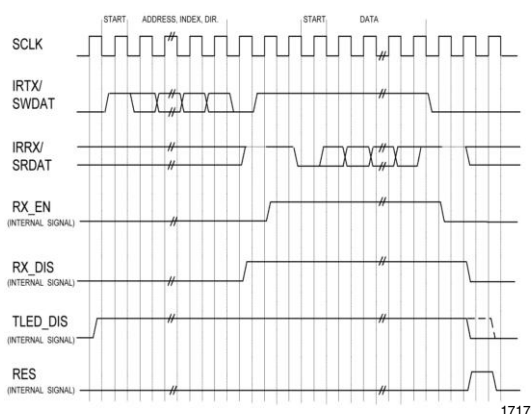 START ADDRESS, INDEX, DIR. START DATA
SCLK
IRTX/
SWDAT
IRRX/
SRDAT
RX_EN
(INTERNAL SIGNAL)
RX_DIS
(INTERNAL SIGNAL)
TLED_DIS
(INTERNAL SIGNAL)
RES
(INTERNAL SIGNAL)
1717